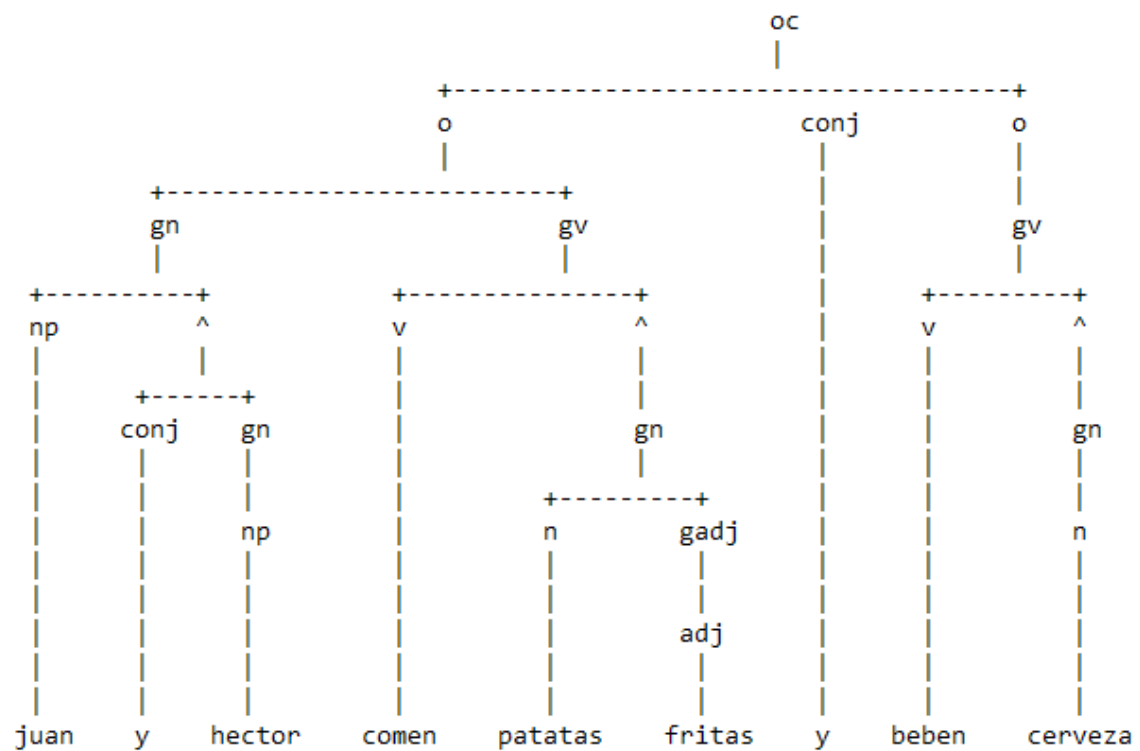 oc
o conj o
gn gv gv
np ^ v ^ v ^
conj gn gn gn
np n gadj n
adj
juan y hector comen patatas fritas y beben cerveza